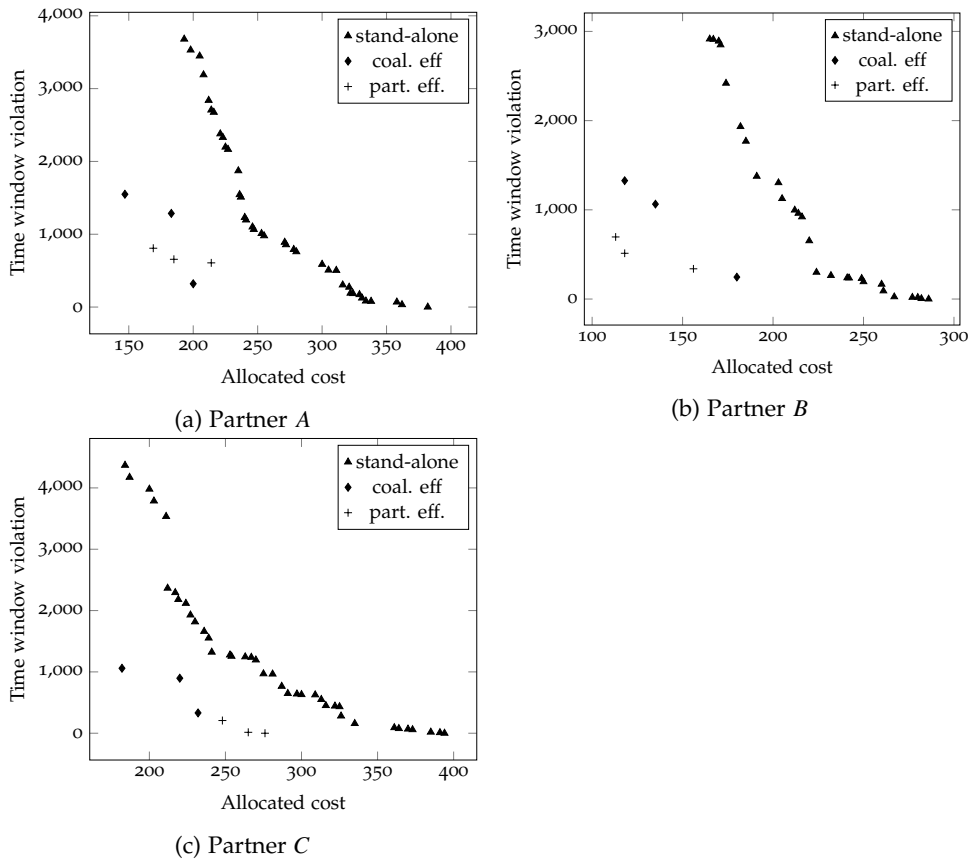 4,000
3,000
2,000
1,000
0
Time window violation
stand-alone
coal. eff
part. eff.
150 200 250 300 350 400
Allocated cost
(a) Partner A
3,000
2,000
1,000
0
Time window violation
stand-alone
coal. eff
part. eff.
100 150 200 250 300
Allocated cost
(b) Partner B
4,000
3,000
2,000
1,000
0
Time window violation
stand-alone
coal. eff
part. eff.
200 250 300 350 400
Allocated cost
(c) Partner C